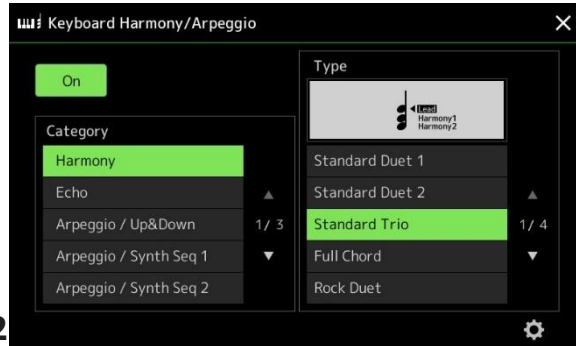 Keyboard Harmony/Arpeggio
On
Category
Harmony
Echo
Arpeggio / Up&Down
Arpeggio / Synth Seq 1
Arpeggio / Synth Seq 2
1/ 3
Type
Lead
Harmony1
Harmony2
Standard Duet 1
Standard Duet 2
Standard Trio
Full Chord
Rock Duet
1/ 4
2